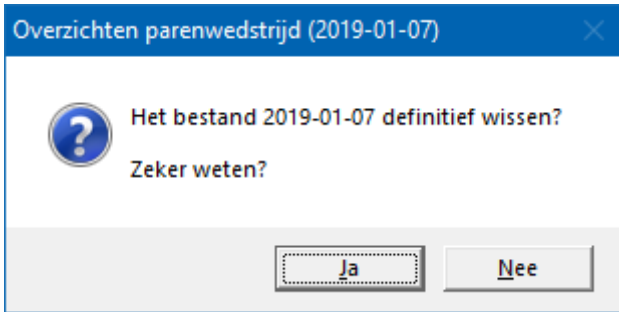 Overzichten parenwedstrijd (2019-01-07)
Het bestand 2019-01-07 definitief wissen?
Zeker weten?
Ja
Nee